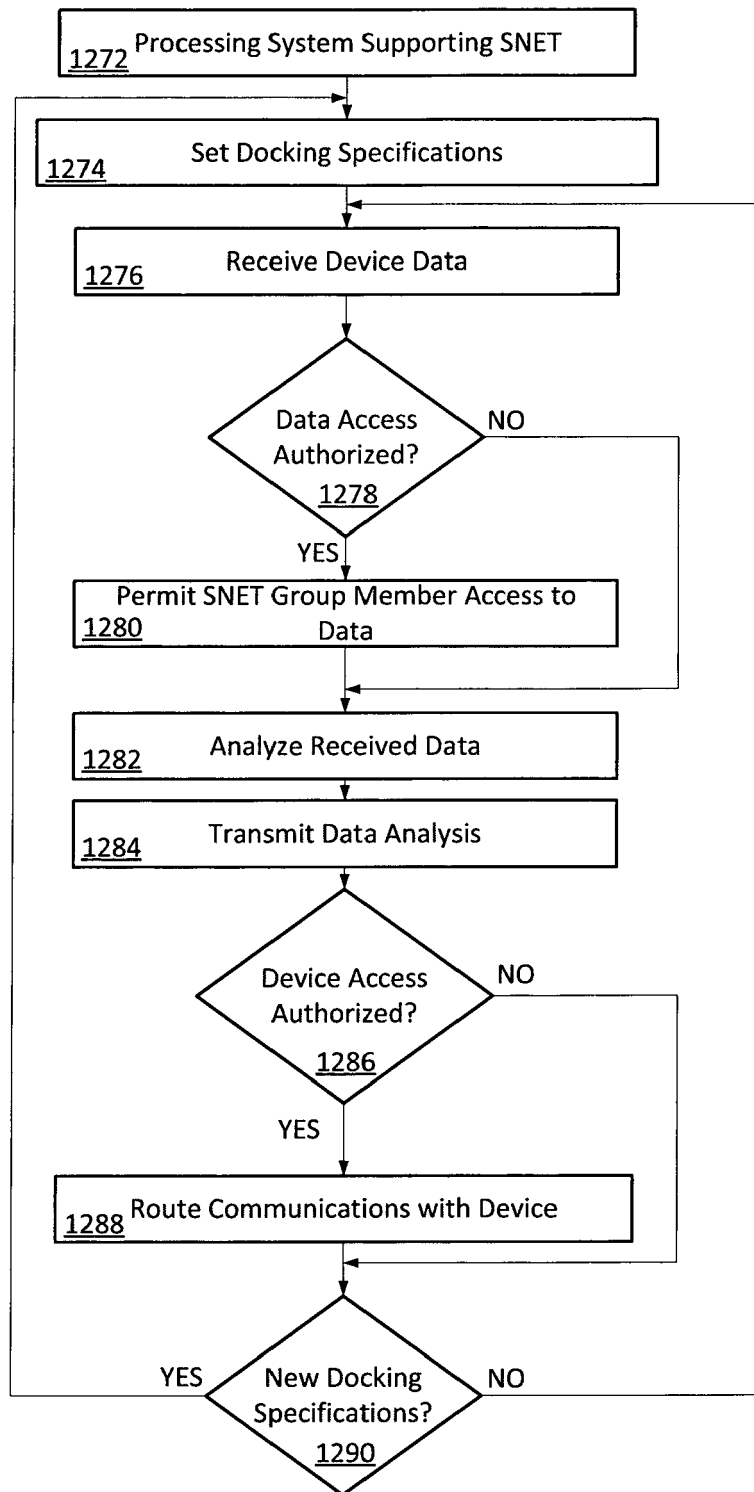 Processing System Supporting SNET
1272
Set Docking Specifications
1274
Receive Device Data
1276
Data Access
Authorized?
1278
NO
YES
Permit SNET Group Member Access to
Data
1280
Analyze Received Data
1282
Transmit Data Analysis
1284
Device Access
Authorized?
1286
NO
YES
Route Communications with Device
1288
YES
New Docking
Specifications?
1290
NO